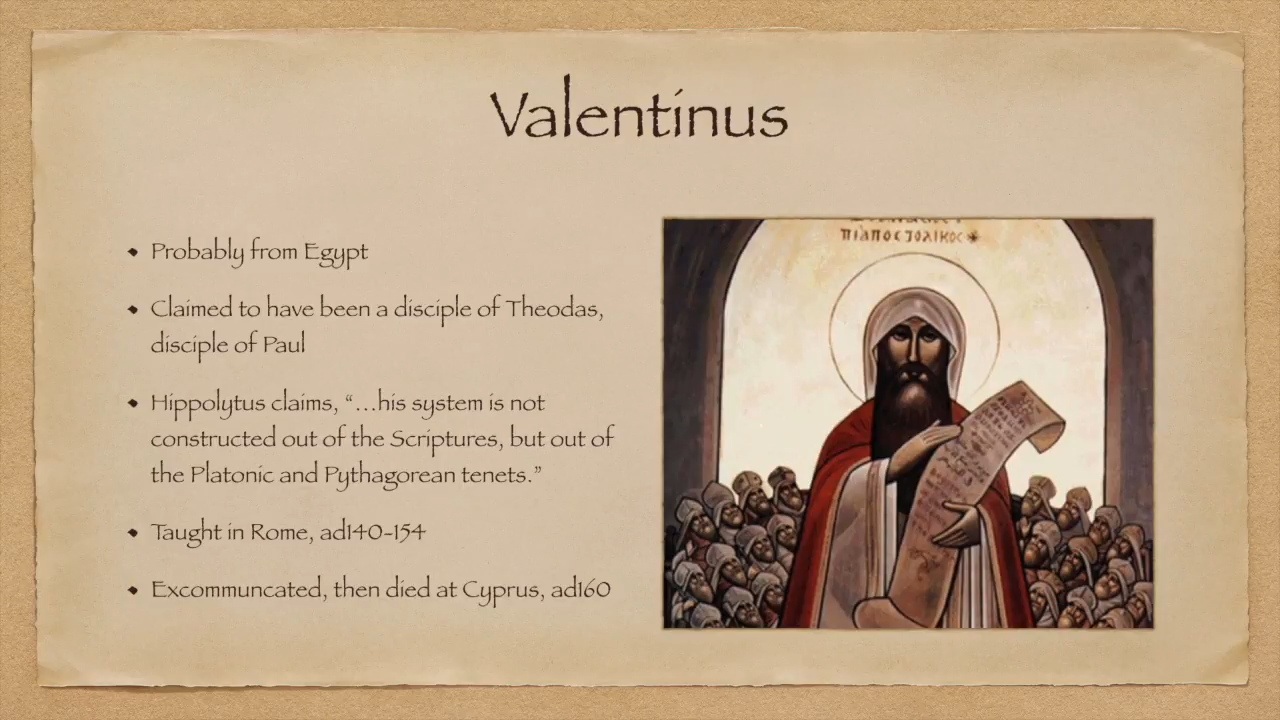 Valentinus
• Probably from Egypt
• Claimed to have been a disciple of Theodas,
disciple of Paul
• Hippolytus claims, “…his system is not
constructed out of the Scriptures, but out of
the Platonic and Pythagorean tenets.”
• Taught in Rome, ad140-154
• Excommuncated, then died at Cyprus, ad160
ⲡⲓⲁⲡⲟⲥⲧⲟⲗⲓⲕⲟⲥ